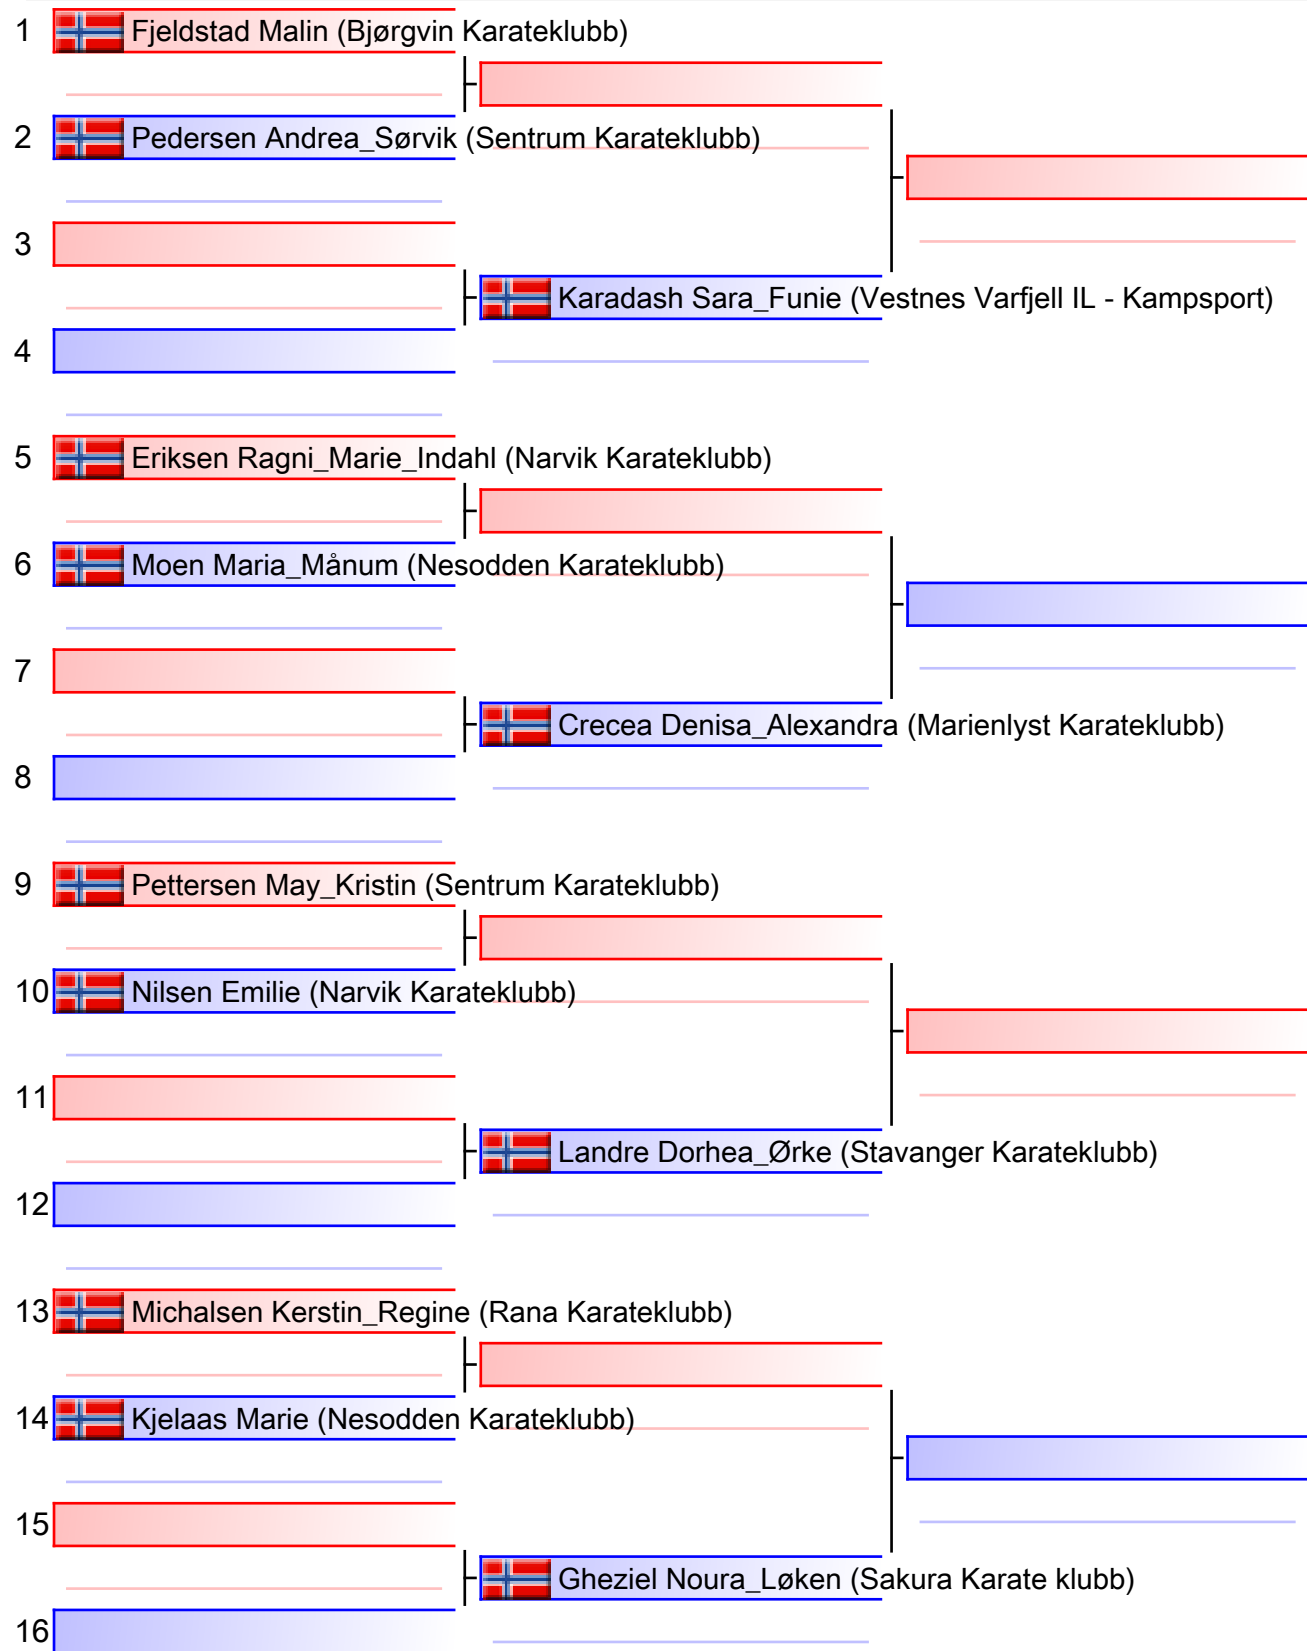 1 Fjeldstad Malin (Bjørgvin Karateklubb)
2 Pedersen Andrea_Sørvik (Sentrum Karateklubb)
3
Karadash Sara_Funie (Vestnes Varfjell IL - Kampsport)
4
5 Eriksen Ragni_Marie_Indahl (Narvik Karateklubb)
6 Moen Maria_Månum (Nesodden Karateklubb)
7
Crecea Denisa_Alexandra (Marienlyst Karateklubb)
8
9 Pettersen May_Kristin (Sentrum Karateklubb)
10 Nilsen Emilie (Narvik Karateklubb)
11
Landre Dorhea_Ørke (Stavanger Karateklubb)
12
13 Michalsen Kerstin_Regine (Rana Karateklubb)
14 Kjelaas Marie (Nesodden Karateklubb)
15
Gheziel Noura_Løken (Sakura Karate klubb)
16